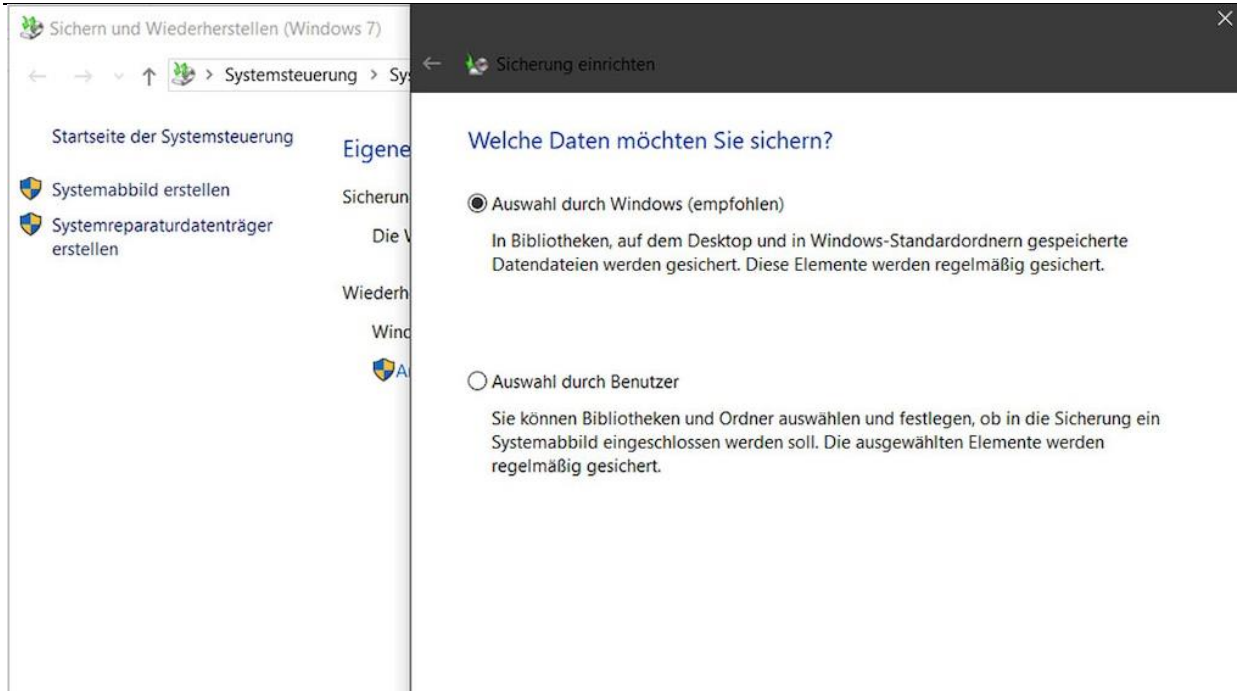 Sichern und Wiederherstellen (Windows 7)
Systemsteuerung
Startseite der Systemsteuerung
Systemabbild erstellen
Systemreparaturdatenträger
erstellen
Eigene
Die
Sicherung einrichten
Welche Daten möchten Sie sichern?
Auswahl durch Windows (empfohlen)
In Bibliotheken, auf dem Desktop und in Windows-Standardordnern gespeicherte
Datendateien werden gesichert. Diese Elemente werden regelmäßig gesichert.
Auswahl durch Benutzer
Sie können Bibliotheken und Ordner auswählen und festlegen, ob in die Sicherung ein
Systemabbild eingeschlossen werden soll. Die ausgewählten Elemente werden
regelmäßig gesichert.